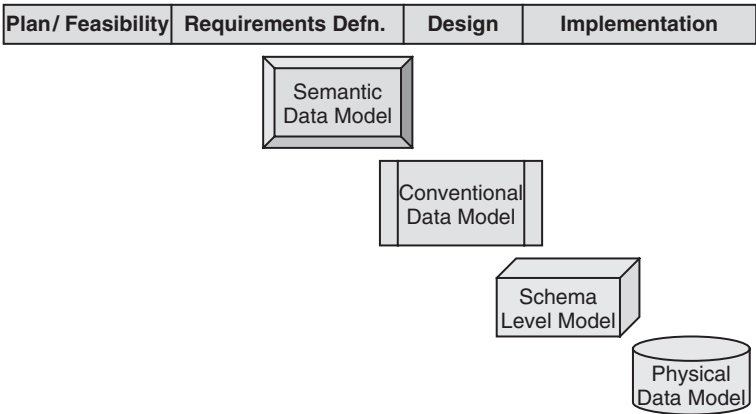 Plan/ Feasibility Requirements Defn. Design Implementation
Semantic
Data Model
Conventional
Data Model
Schema
Level Model
Physical
Data Model